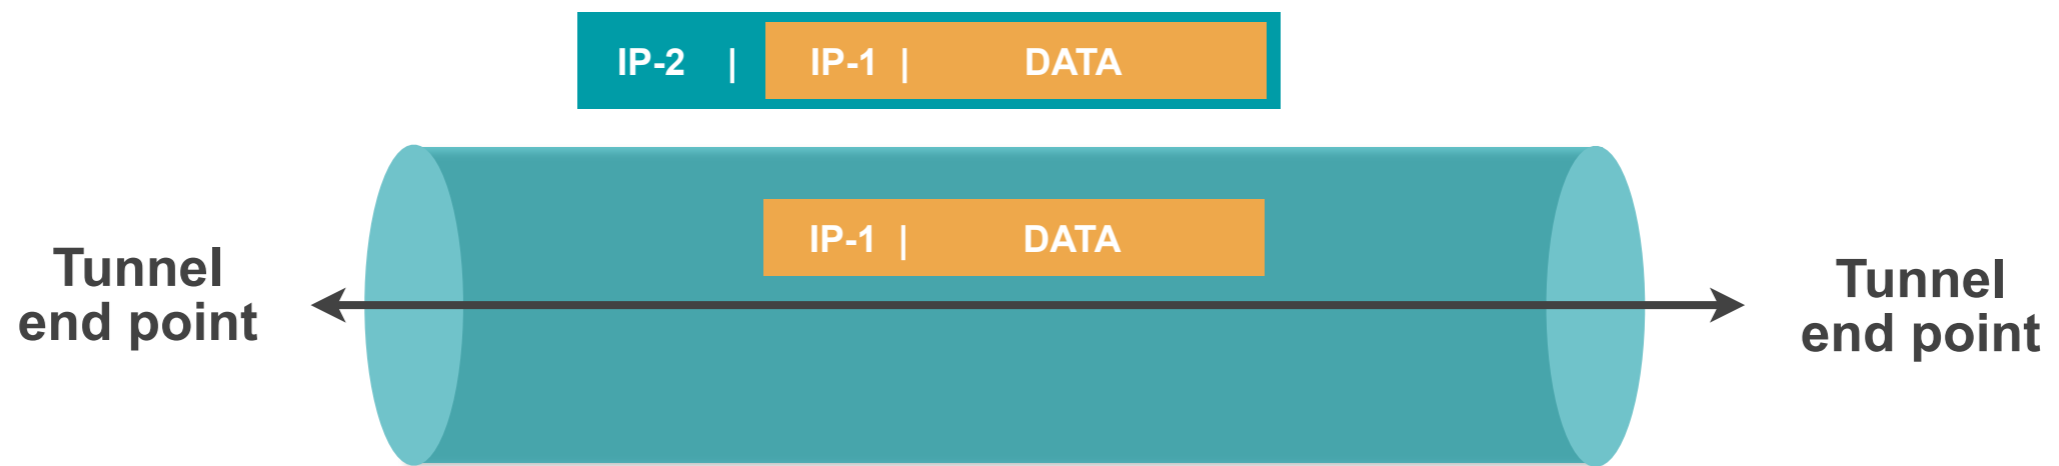 IP-2 | IP-1 | DATA
IP-1 | DATA
Tunnel
end point
Tunnel
end point